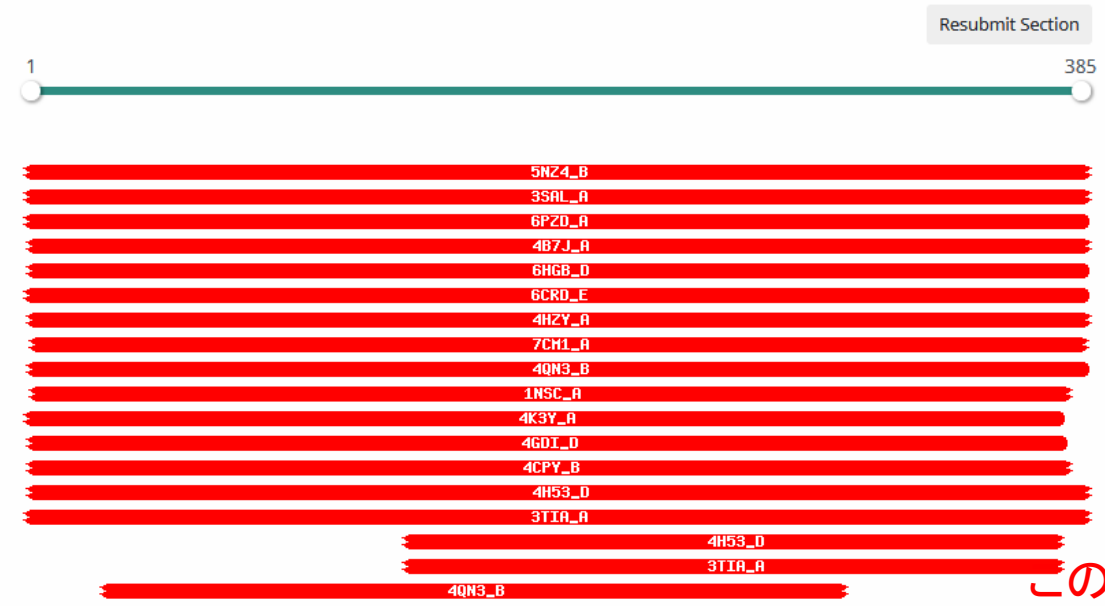 Resubmit Section
1 385
5NZ4_B
3SAL_A
6PZD_A
4B7J_A
6HGB_D
6CRD_E
4HZY_A
7CM1_A
4QN3_B
1NSC_A
4K3Y_A
4GDI_D
4CPY_B
4H53_D
3TIA_A
4H53_D
3TIA_A
4QN3_B
この